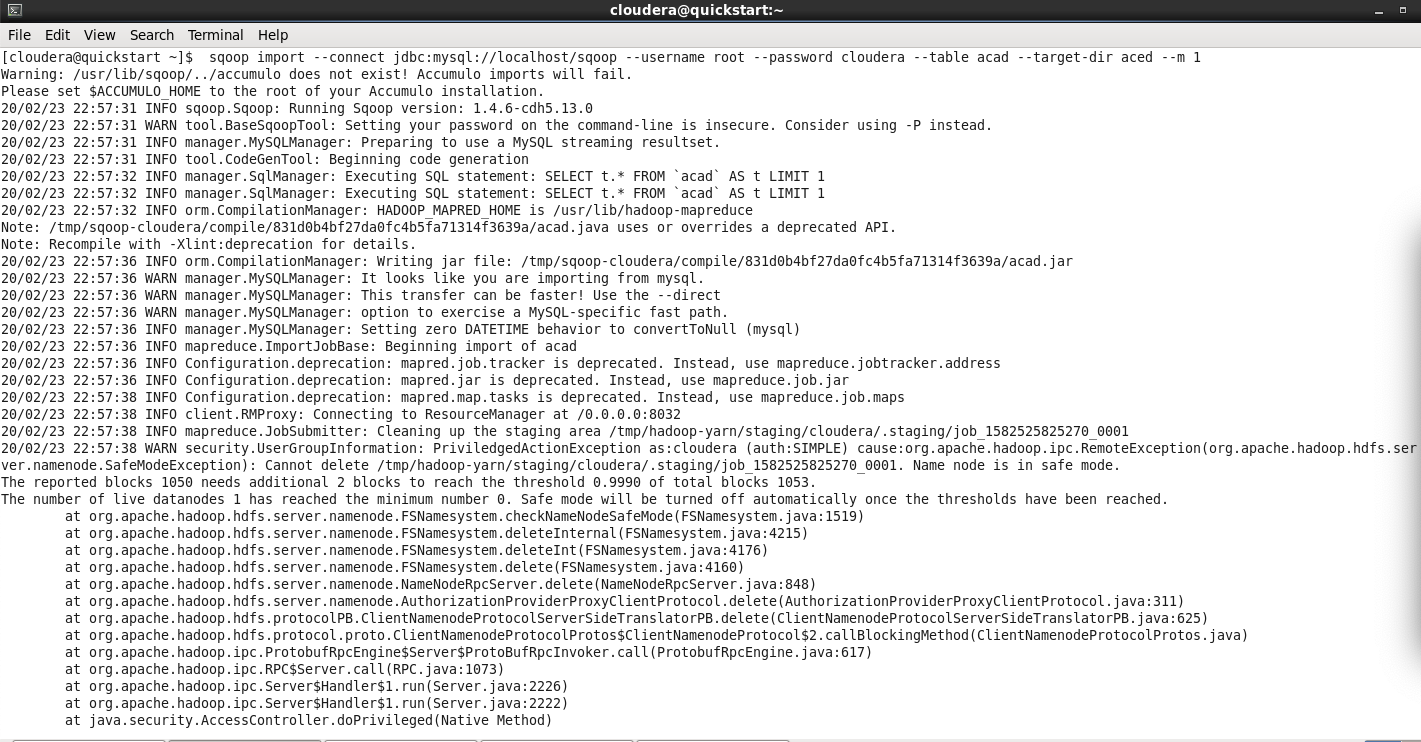 cloudera@quickstart:~
File Edit View Search Terminal Help
[cloudera@quickstart ~]$  sqoop import --connect jdbc:mysql://localhost/sqoop --username root --password cloudera --table acad --target-dir aced --m 1
Warning: /usr/lib/sqoop/../accumulo does not exist! Accumulo imports will fail.
Please set $ACCUMULO_HOME to the root of your Accumulo installation.
20/02/23 22:57:31 INFO sqoop.Sqoop: Running Sqoop version: 1.4.6-cdh5.13.0
20/02/23 22:57:31 WARN tool.BaseSqoopTool: Setting your password on the command-line is insecure. Consider using -P instead.
20/02/23 22:57:31 INFO manager.MySQLManager: Preparing to use a MySQL streaming resultset.
20/02/23 22:57:31 INFO tool.CodeGenTool: Beginning code generation
20/02/23 22:57:32 INFO manager.SqlManager: Executing SQL statement: SELECT t.* FROM `acad` AS t LIMIT 1
20/02/23 22:57:32 INFO manager.SqlManager: Executing SQL statement: SELECT t.* FROM `acad` AS t LIMIT 1
20/02/23 22:57:32 INFO orm.CompilationManager: HADOOP_MAPRED_HOME is /usr/lib/hadoop-mapreduce
Note: /tmp/sqoop-cloudera/compile/831d0b4bf27da0fc4b5fa71314f3639a/acad.java uses or overrides a deprecated API.
Note: Recompile with -Xlint:deprecation for details.
20/02/23 22:57:36 INFO orm.CompilationManager: Writing jar file: /tmp/sqoop-cloudera/compile/831d0b4bf27da0fc4b5fa71314f3639a/acad.jar
20/02/23 22:57:36 WARN manager.MySQLManager: It looks like you are importing from mysql.
20/02/23 22:57:36 WARN manager.MySQLManager: This transfer can be faster! Use the --direct
20/02/23 22:57:36 WARN manager.MySQLManager: option to exercise a MySQL-specific fast path.
20/02/23 22:57:36 INFO manager.MySQLManager: Setting zero DATETIME behavior to convertToNull (mysql)
20/02/23 22:57:36 INFO mapreduce.ImportJobBase: Beginning import of acad
20/02/23 22:57:36 INFO Configuration.deprecation: mapred.job.tracker is deprecated. Instead, use mapreduce.jobtracker.address
20/02/23 22:57:36 INFO Configuration.deprecation: mapred.jar is deprecated. Instead, use mapreduce.job.jar
20/02/23 22:57:38 INFO Configuration.deprecation: mapred.map.tasks is deprecated. Instead, use mapreduce.job.maps
20/02/23 22:57:38 INFO client.RMProxy: Connecting to ResourceManager at /0.0.0.0:8032
20/02/23 22:57:38 INFO mapreduce.JobSubmitter: Cleaning up the staging area /tmp/hadoop-yarn/staging/cloudera/.staging/job_1582525825270_0001
20/02/23 22:57:38 WARN security.UserGroupInformation: PriviledgedActionException as:cloudera (auth:SIMPLE) cause:org.apache.hadoop.ipc.RemoteException(org.apache.hadoop.hdfs.ser
ver.namenode.SafeModeException): Cannot delete /tmp/hadoop-yarn/staging/cloudera/.staging/job_1582525825270_0001. Name node is in safe mode.
The reported blocks 1050 needs additional 2 blocks to reach the threshold 0.9990 of total blocks 1053.
The number of live datanodes 1 has reached the minimum number 0. Safe mode will be turned off automatically once the thresholds have been reached.
        at org.apache.hadoop.hdfs.server.namenode.FSNamesystem.checkNameNodeSafeMode(FSNamesystem.java:1519)
        at org.apache.hadoop.hdfs.server.namenode.FSNamesystem.deleteInternal(FSNamesystem.java:4215)
        at org.apache.hadoop.hdfs.server.namenode.FSNamesystem.deleteInt(FSNamesystem.java:4176)
        at org.apache.hadoop.hdfs.server.namenode.FSNamesystem.delete(FSNamesystem.java:4160)
        at org.apache.hadoop.hdfs.server.namenode.NameNodeRpcServer.delete(NameNodeRpcServer.java:848)
        at org.apache.hadoop.hdfs.server.namenode.AuthorizationProviderProxyClientProtocol.delete(AuthorizationProviderProxyClientProtocol.java:311)
        at org.apache.hadoop.hdfs.protocolPB.ClientNamenodeProtocolServerSideTranslatorPB.delete(ClientNamenodeProtocolServerSideTranslatorPB.java:625)
        at org.apache.hadoop.hdfs.protocol.proto.ClientNamenodeProtocolProtos$ClientNamenodeProtocol$2.callBlockingMethod(ClientNamenodeProtocolProtos.java)
        at org.apache.hadoop.ipc.ProtobufRpcEngine$Server$ProtoBufRpcInvoker.call(ProtobufRpcEngine.java:617)
        at org.apache.hadoop.ipc.RPC$Server.call(RPC.java:1073)
        at org.apache.hadoop.ipc.Server$Handler$1.run(Server.java:2226)
        at org.apache.hadoop.ipc.Server$Handler$1.run(Server.java:2222)
        at java.security.AccessController.doPrivileged(Native Method)